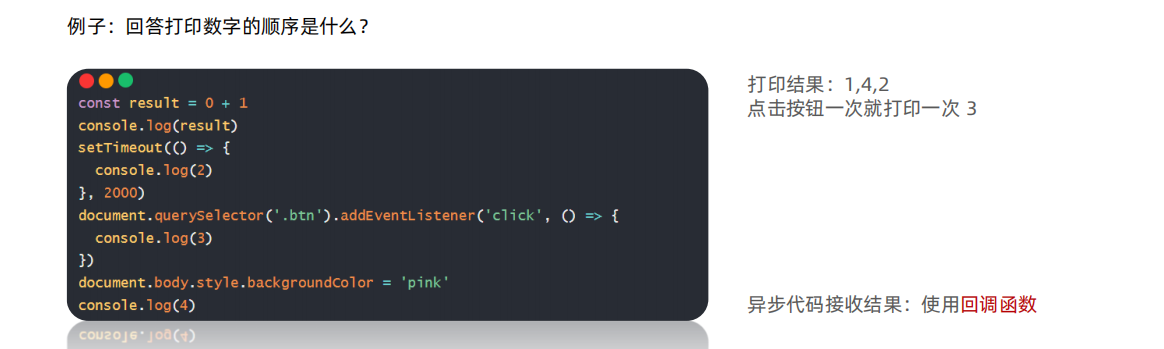 例子：回答打印数字的顺序是什么？
const result = 0 + 1
console.log(result)
setTimeout(() => {
  console.log(2)
}, 2000)
document.querySelector('.btn').addEventListener('click', () => {
  console.log(3)
})
document.body.style.backgroundColor = 'pink'
console.log(4)
打印结果：1,4,2
点击按钮一次就打印一次 3
异步代码接收结果：使用回调函数